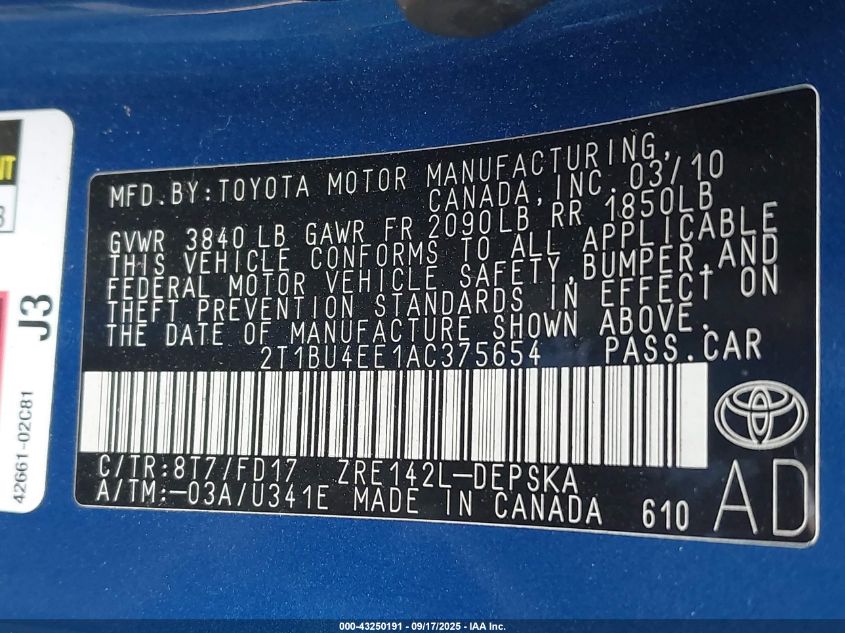 MFD.BY:TOYOTA MOTOR MANUFACTURING,
CANADA, INC. 03/10
GVWR 3840 LB GAWR FR 2090LB, RR 1850LB
THIS VEHICLE CONFORMS TO ALL APPLICABLE
FEDERAL MOTOR VEHICLE SAFETY,BUMPER,AND
THEFT PREVENTION STANDARDS IN EFFECT ON
THE DATE OF MANUFACTURE SHOWN ABOVE.
2T1BU4EE1AC375654 PASS.CAR
C/TR:8T7/FD17 ZRE142L–DEPSKA
A/TM:–03A/U341E MADE IN CANADA 610
AD
J3
42661-02C81
000-43250191 - 09/17/2025 - IAA Inc.